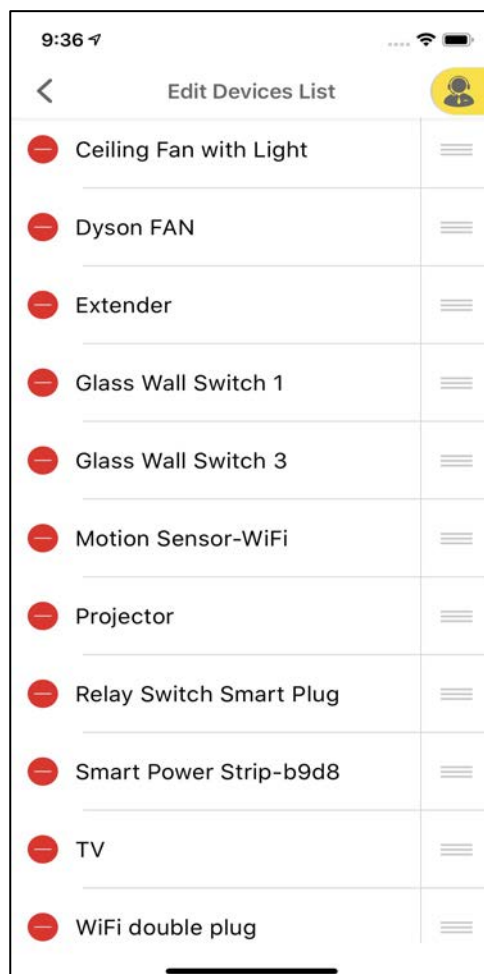 9:36
Edit Devices List
Ceiling Fan with Light
Dyson FAN
Extender
Glass Wall Switch 1
Glass Wall Switch 3
Motion Sensor-WiFi
Projector
Relay Switch Smart Plug
Smart Power Strip-b9d8
TV
WiFi double plug